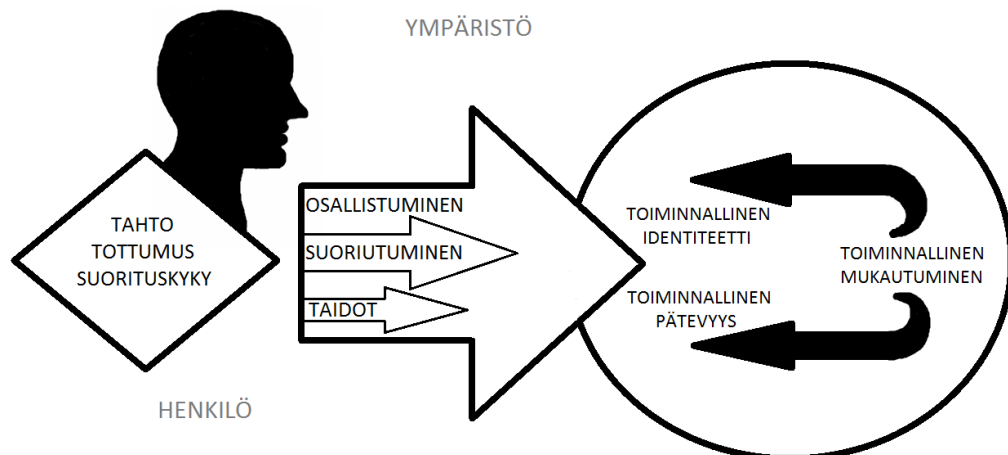 YMPÄRISTÖ
TAHTO
TOTTUMUS
SUORITUSKYKY
OSALLISTUMINEN
SUORIUTUMINEN
TAIDOT
TOIMINNALLINEN
IDENTITEETTI
TOIMINNALLINEN
PÄTEVYYS
TOIMINNALLINEN
MUKAUTUMINEN
HENKILÖ